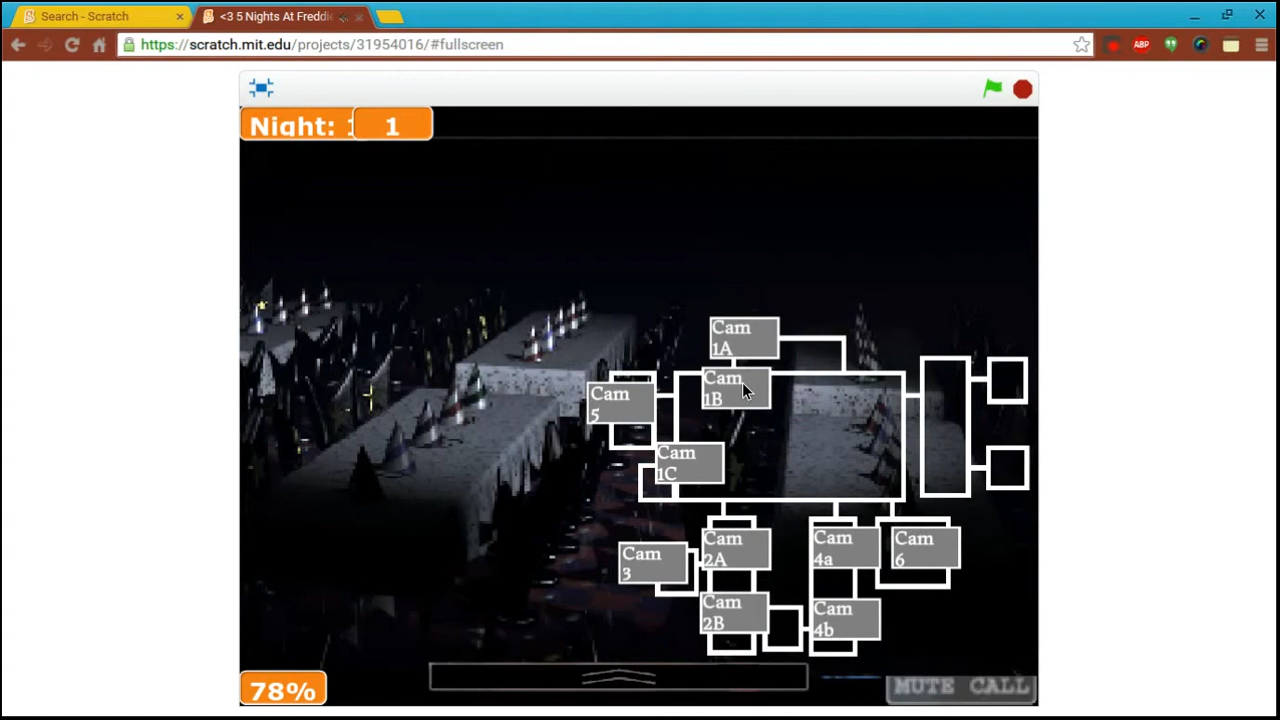 Search - Scratch
<3 5 Nights At Freddi
https://scratch.mit.edu/projects/31954016/#fullscreen
ABP
Night: 1
1
Cam
1A
Cam
1B
Cam
5
Cam
1C
Cam
2A
Cam
4a
Cam
6
Cam
3
Cam
2B
Cam
4b
78%
MUTE CALL